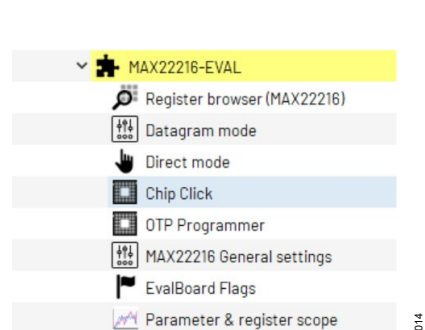 MAX22216-EVAL
Register browser (MAX22216)
Datagram mode
Direct mode
Chip Click
OTP Programmer
MAX22216 General settings
EvalBoard Flags
Parameter & register scope
014